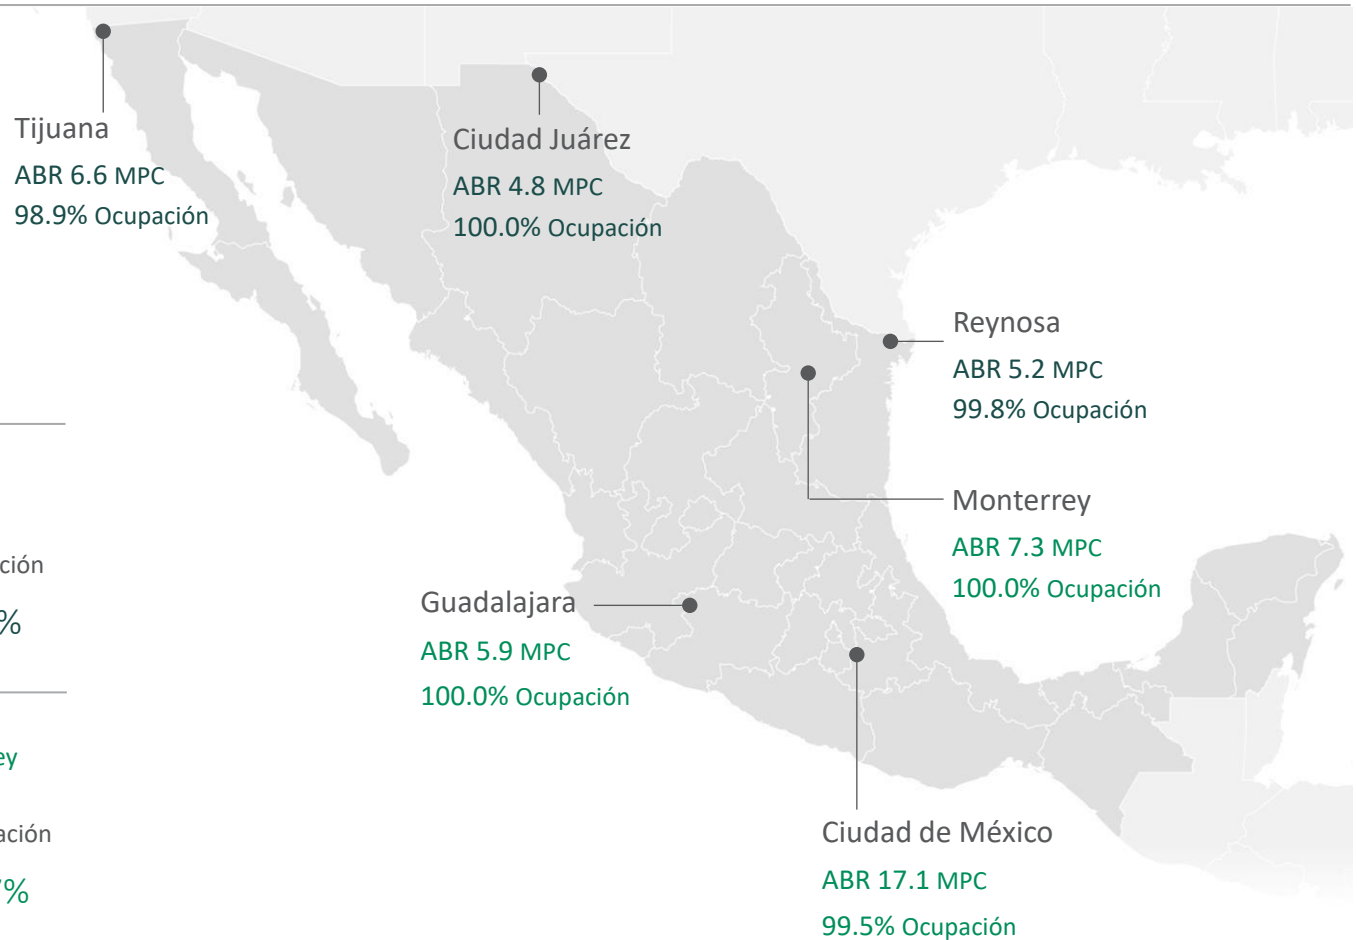 Tijuana
ABR 6.6 MPC
98.9% Ocupación
Ciudad Juárez
ABR 4.8 MPC
100.0% Ocupación
Reynosa
ABR 5.2 MPC
99.8% Ocupación
Monterrey
ABR 7.3 MPC
100.0% Ocupación
Guadalajara
ABR 5.9 MPC
100.0% Ocupación
Ciudad de México
ABR 17.1 MPC
99.5% Ocupación